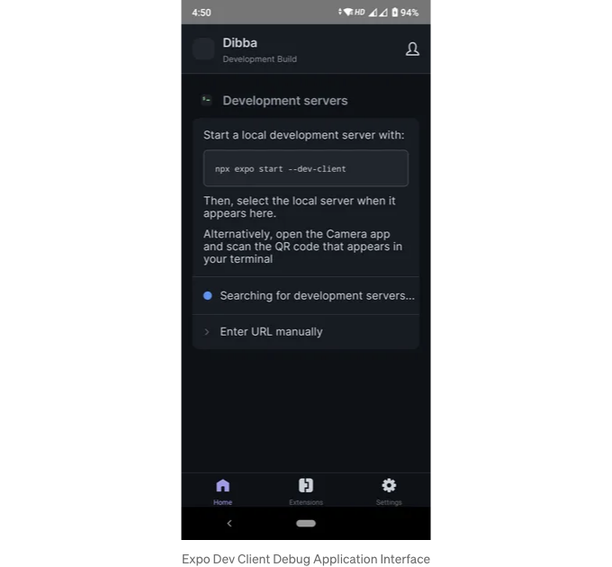 4:50 HD 94%
Dibba
Development Build
Development servers
Start a local development server with:
npx expo start --dev-client
Then, select the local server when it
appears here.
Alternatively, open the Camera app
and scan the QR code that appears in
your terminal
Searching for development servers...
Enter URL manually
Home Extensions Settings
Expo Dev Client Debug Application Interface